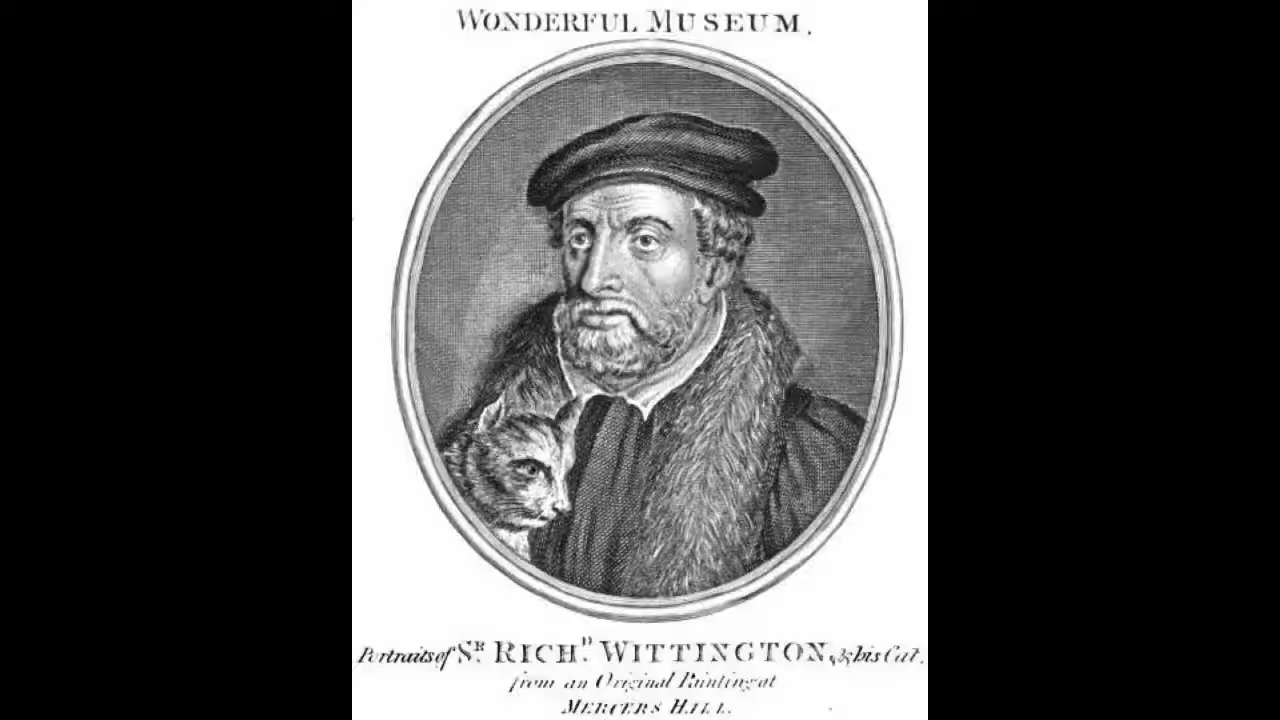 WONDERFUL MUSEUM.
Portraits of SR. RICHD. WITTINGTON, & his Cat.
from an Original Painting at
MERCERS HALL.